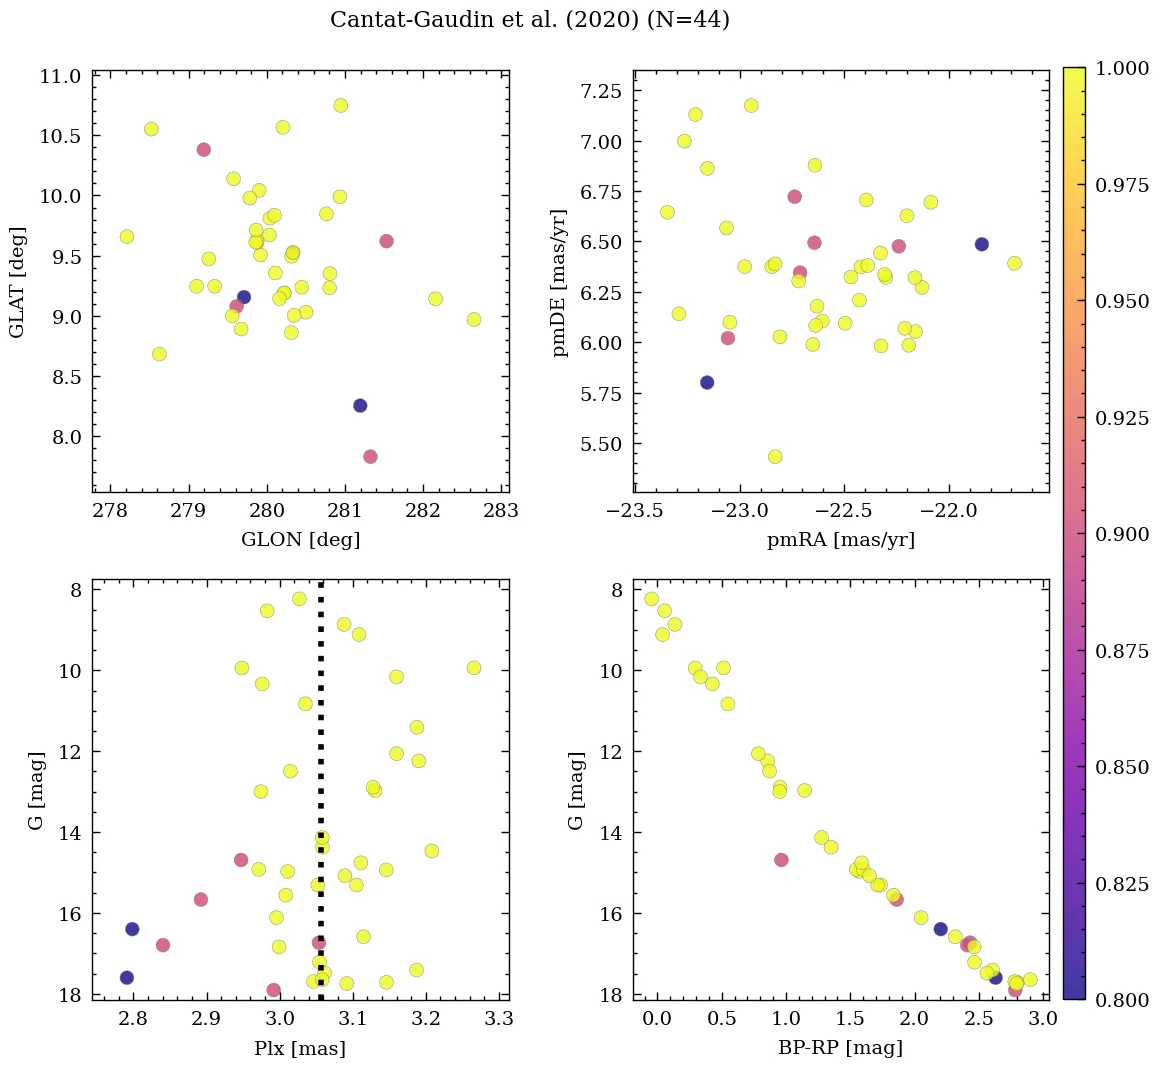 Cantat-Gaudin et al. (2020) (N=44)
11.0
10.5
10.0
9.5
9.0
8.5
8.0
GLAT [deg]
278 279 280 281 282 283
GLON [deg]
7.25
7.00
6.75
6.50
6.25
6.00
5.75
5.50
pmDE [mas/yr]
−23.5 −23.0 −22.5 −22.0
pmRA [mas/yr]
8
10
12
14
16
18
G [mag]
2.8 2.9 3.0 3.1 3.2 3.3
Plx [mas]
8
10
12
14
16
18
G [mag]
0.0 0.5 1.0 1.5 2.0 2.5 3.0
BP-RP [mag]
1.000
0.975
0.950
0.925
0.900
0.875
0.850
0.825
0.800